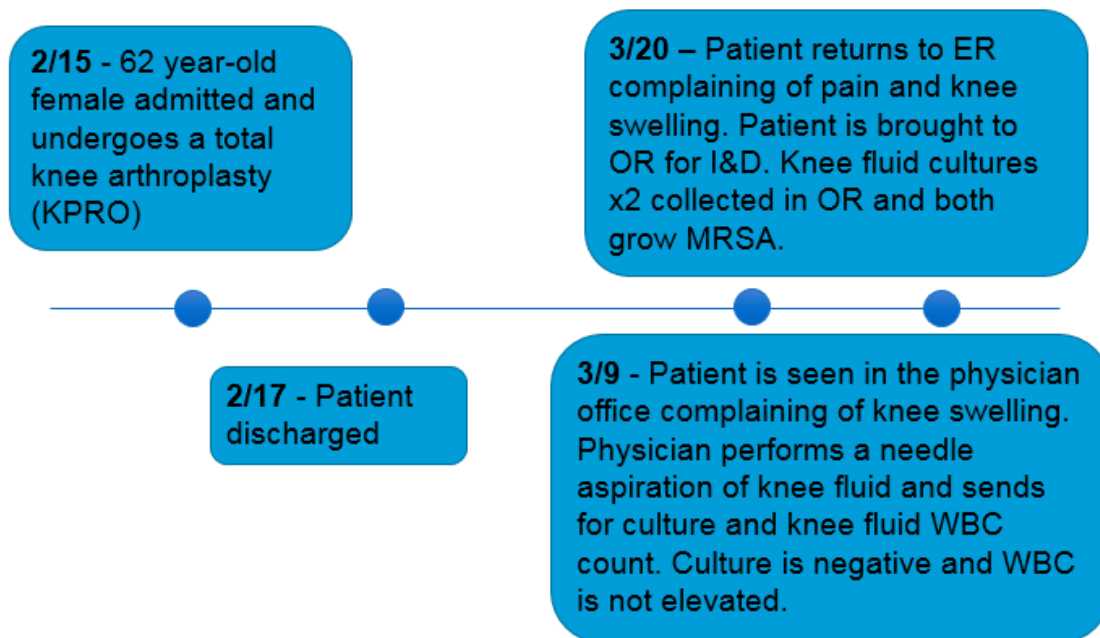 2/15 - 62 year-old
female admitted and
undergoes a total
knee arthroplasty
(KPRO)
2/17 - Patient
discharged
3/9 - Patient is seen in the physician
office complaining of knee swelling.
Physician performs a needle
aspiration of knee fluid and sends
for culture and knee fluid WBC
count. Culture is negative and WBC
is not elevated.
3/20 – Patient returns to ER
complaining of pain and knee
swelling. Patient is brought to
OR for I&D. Knee fluid cultures
x2 collected in OR and both
grow MRSA.